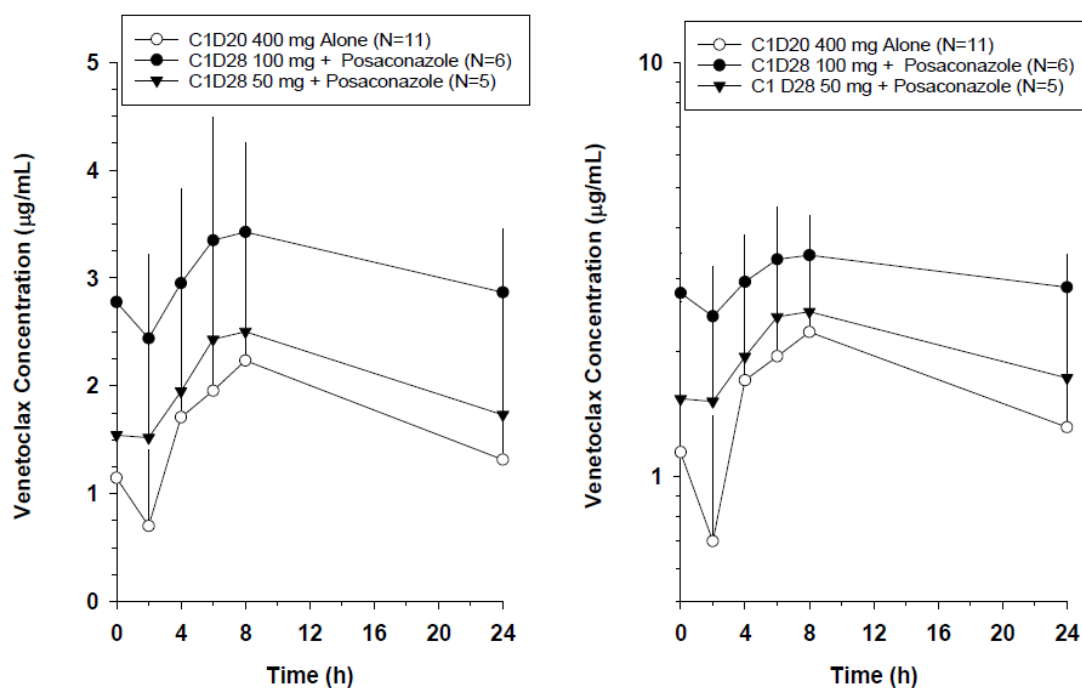 C1D20 400 mg Alone (N=11)
C1D28 100 mg + Posaconazole (N=6)
C1D28 50 mg + Posaconazole (N=5)
Venetoclax Concentration (µg/mL)
5
4
3
2
1
0
0 4 8 12 16 20 24
Time (h)
C1D20 400 mg Alone (N=11)
C1D28 100 mg + Posaconazole (N=6)
C1 D28 50 mg + Posaconazole (N=5)
Venetoclax Concentration (µg/mL)
10
1
0 4 8 12 16 20 24
Time (h)